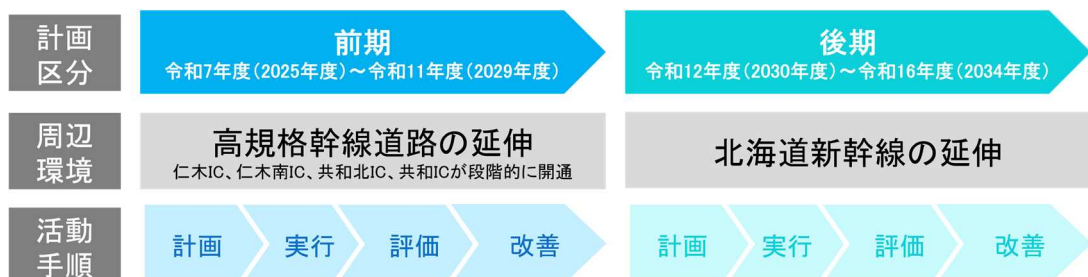 計画
区分
前期
令和7年度(2025年度)～令和11年度(2029年度)
後期
令和12年度(2030年度)～令和16年度(2034年度)
周辺
環境
高規格幹線道路の延伸
仁木IC、仁木南IC、共和北IC、共和ICが段階的に開通
北海道新幹線の延伸
活動
手順
計画 実行 評価 改善
計画 実行 評価 改善